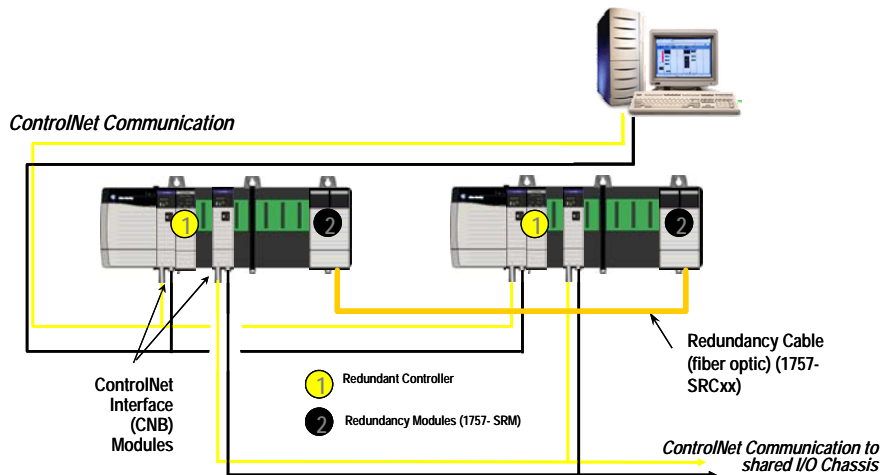 ControlNet Communication
1
2
1
2
Redundancy Cable
(fiber optic) (1757-
SRCxx)
ControlNet
Interface
(CNB)
Modules
1 Redundant Controller
2 Redundancy Modules (1757- SRM)
ControlNet Communication to
shared I/O Chassis